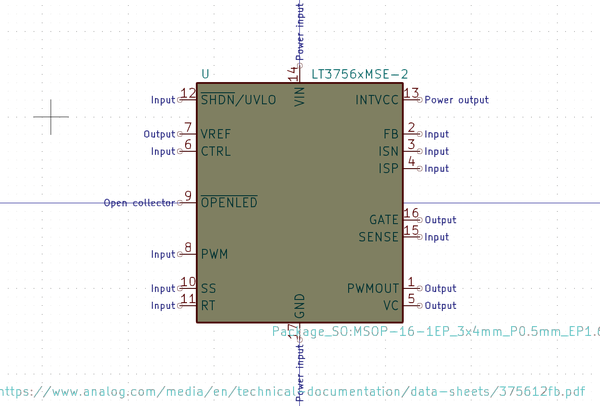 Power input
14
U
LT3756xMSE-2
VIN
Input 12 SHDN/UVLO
INTVCC 13 Power output
Output 7 VREF
FB 2 Input
Input 6 CTRL
ISN 3 Input
ISP 4 Input
Open collector 9 OPENLED
GATE 16 Output
SENSE 15 Input
Input 8 PWM
Input 10 SS
PWMOUT 1 Output
Input 11 RT
VC 5 Output
GND
17
Power input
Package_SO:MSOP-16-1EP_3x4mm_P0.5mm_EP1.6
https://www.analog.com/media/en/technical-documentation/data-sheets/375612fb.pdf